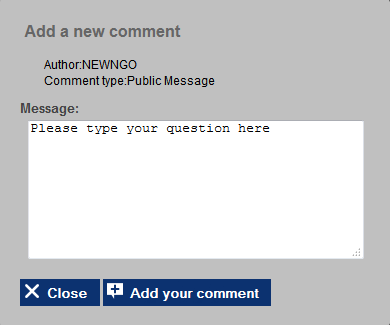 Add a new comment
Author:NEWNGO
Comment type:Public Message
Message:
Please type your question here
Close
Add your comment